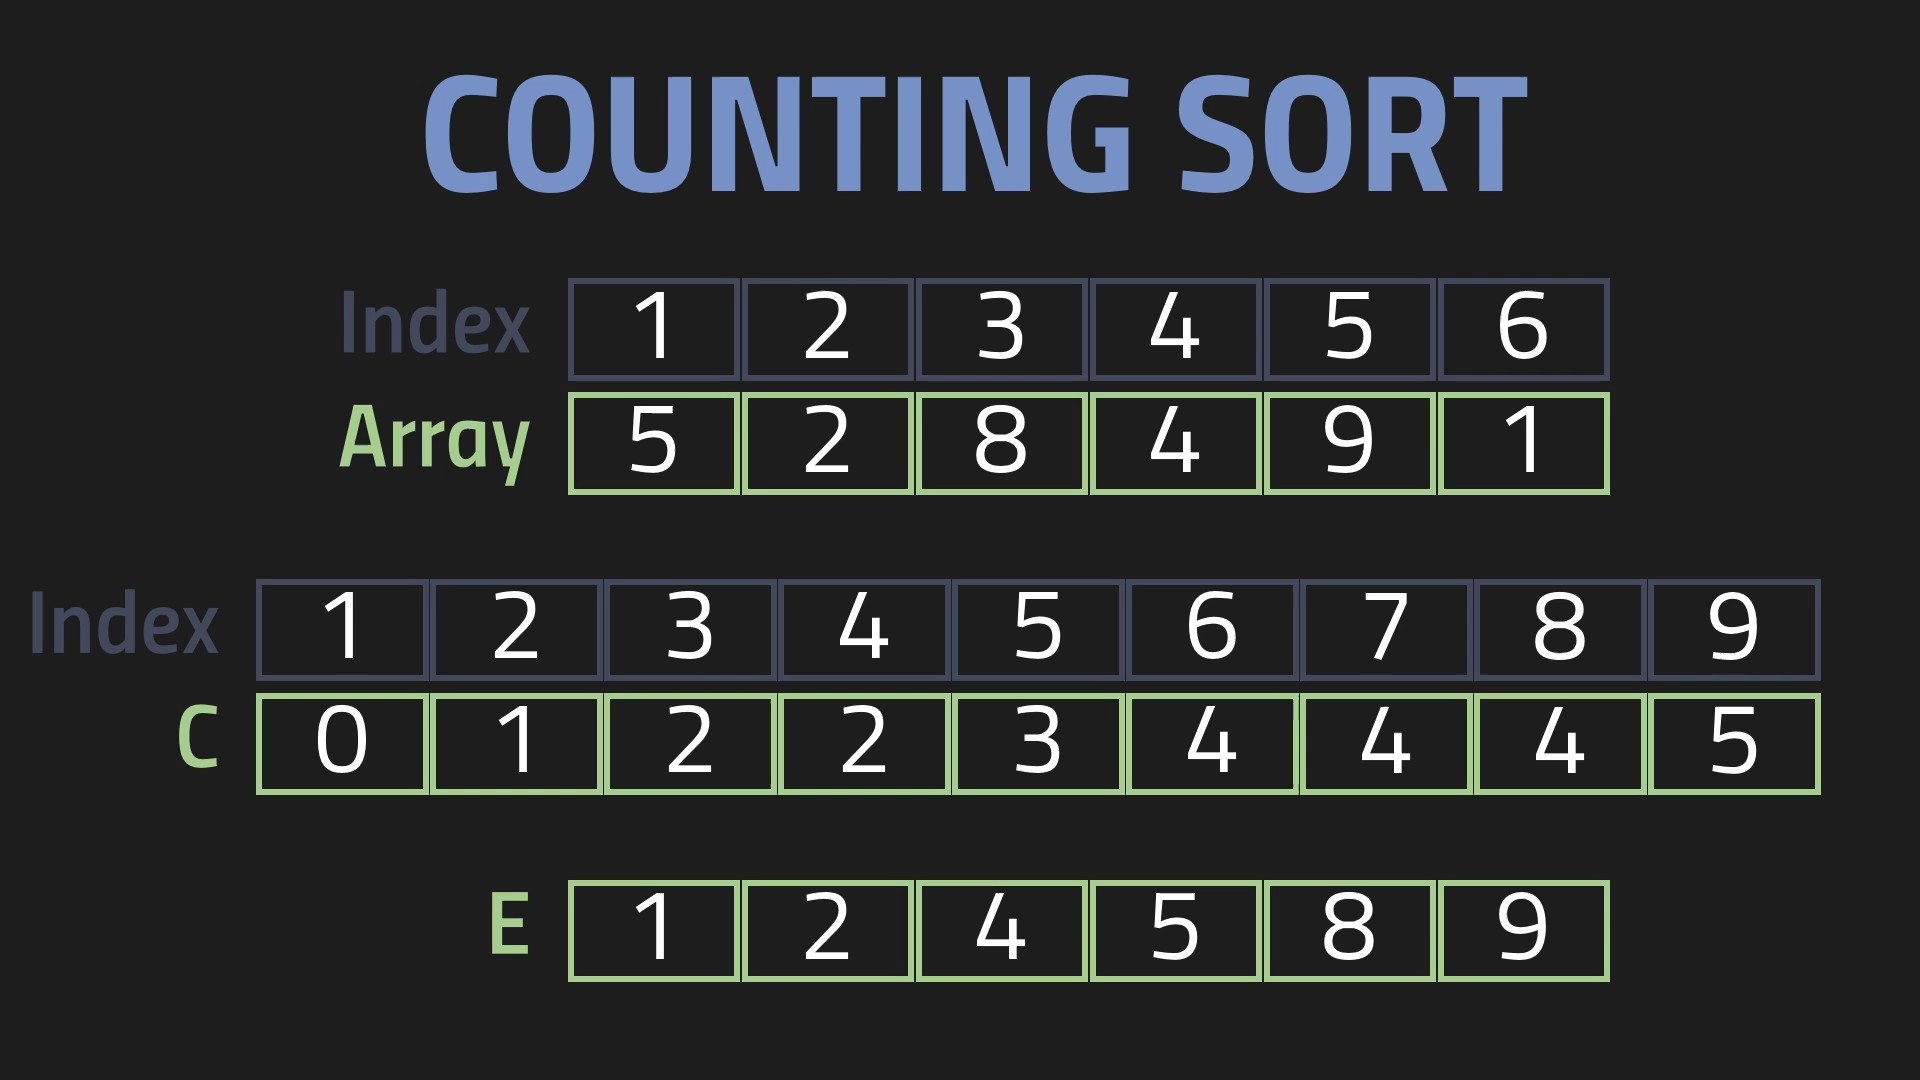 COUNTING SORT
Index 1 2 3 4 5 6
Array 5 2 8 4 9 1
Index 1 2 3 4 5 6 7 8 9
C 0 1 2 2 3 4 4 4 5
E 1 2 4 5 8 9